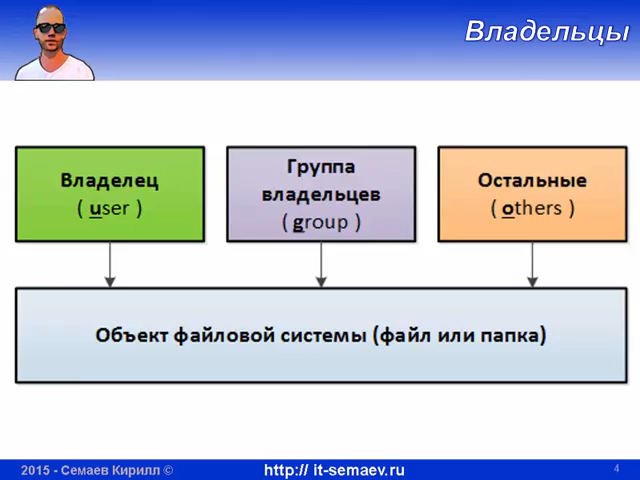 Владельцы
Владелец
( user )
Группа
владельцев
( group )
Остальные
( others )
Объект файловой системы (файл или папка)
2015 - Семаев Кирилл ©
http:// it-semaev.ru
4